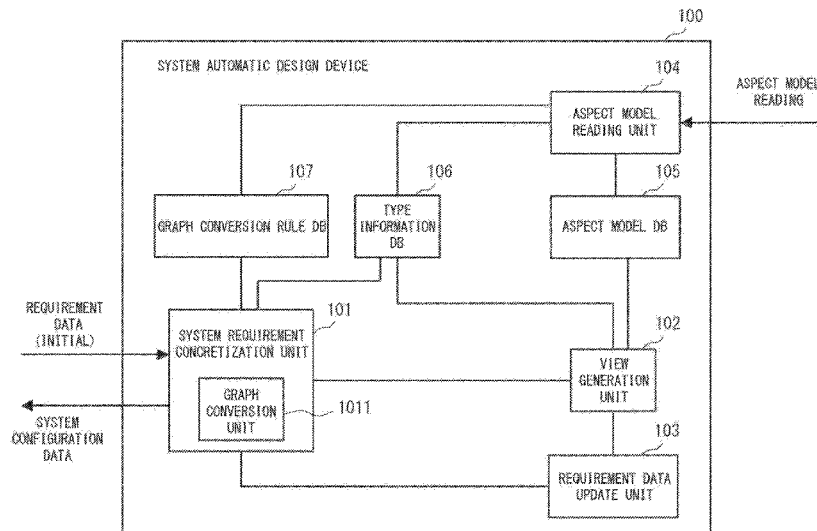 100
SYSTEM AUTOMATIC DESIGN DEVICE
104
ASPECT MODEL
READING
ASPECT MODEL
READING UNIT
107
106
105
GRAPH CONVERSION RULE DB
TYPE
INFORMATION
DB
ASPECT MODEL DB
REQUIREMENT
DATA
(INITIAL)
101
SYSTEM REQUIREMENT
CONCRETIZATION UNIT
102
VIEW
GENERATION
UNIT
GRAPH
CONVERSION
UNIT
1011
SYSTEM
CONFIGURATION
DATA
103
REQUIREMENT DATA
UPDATE UNIT